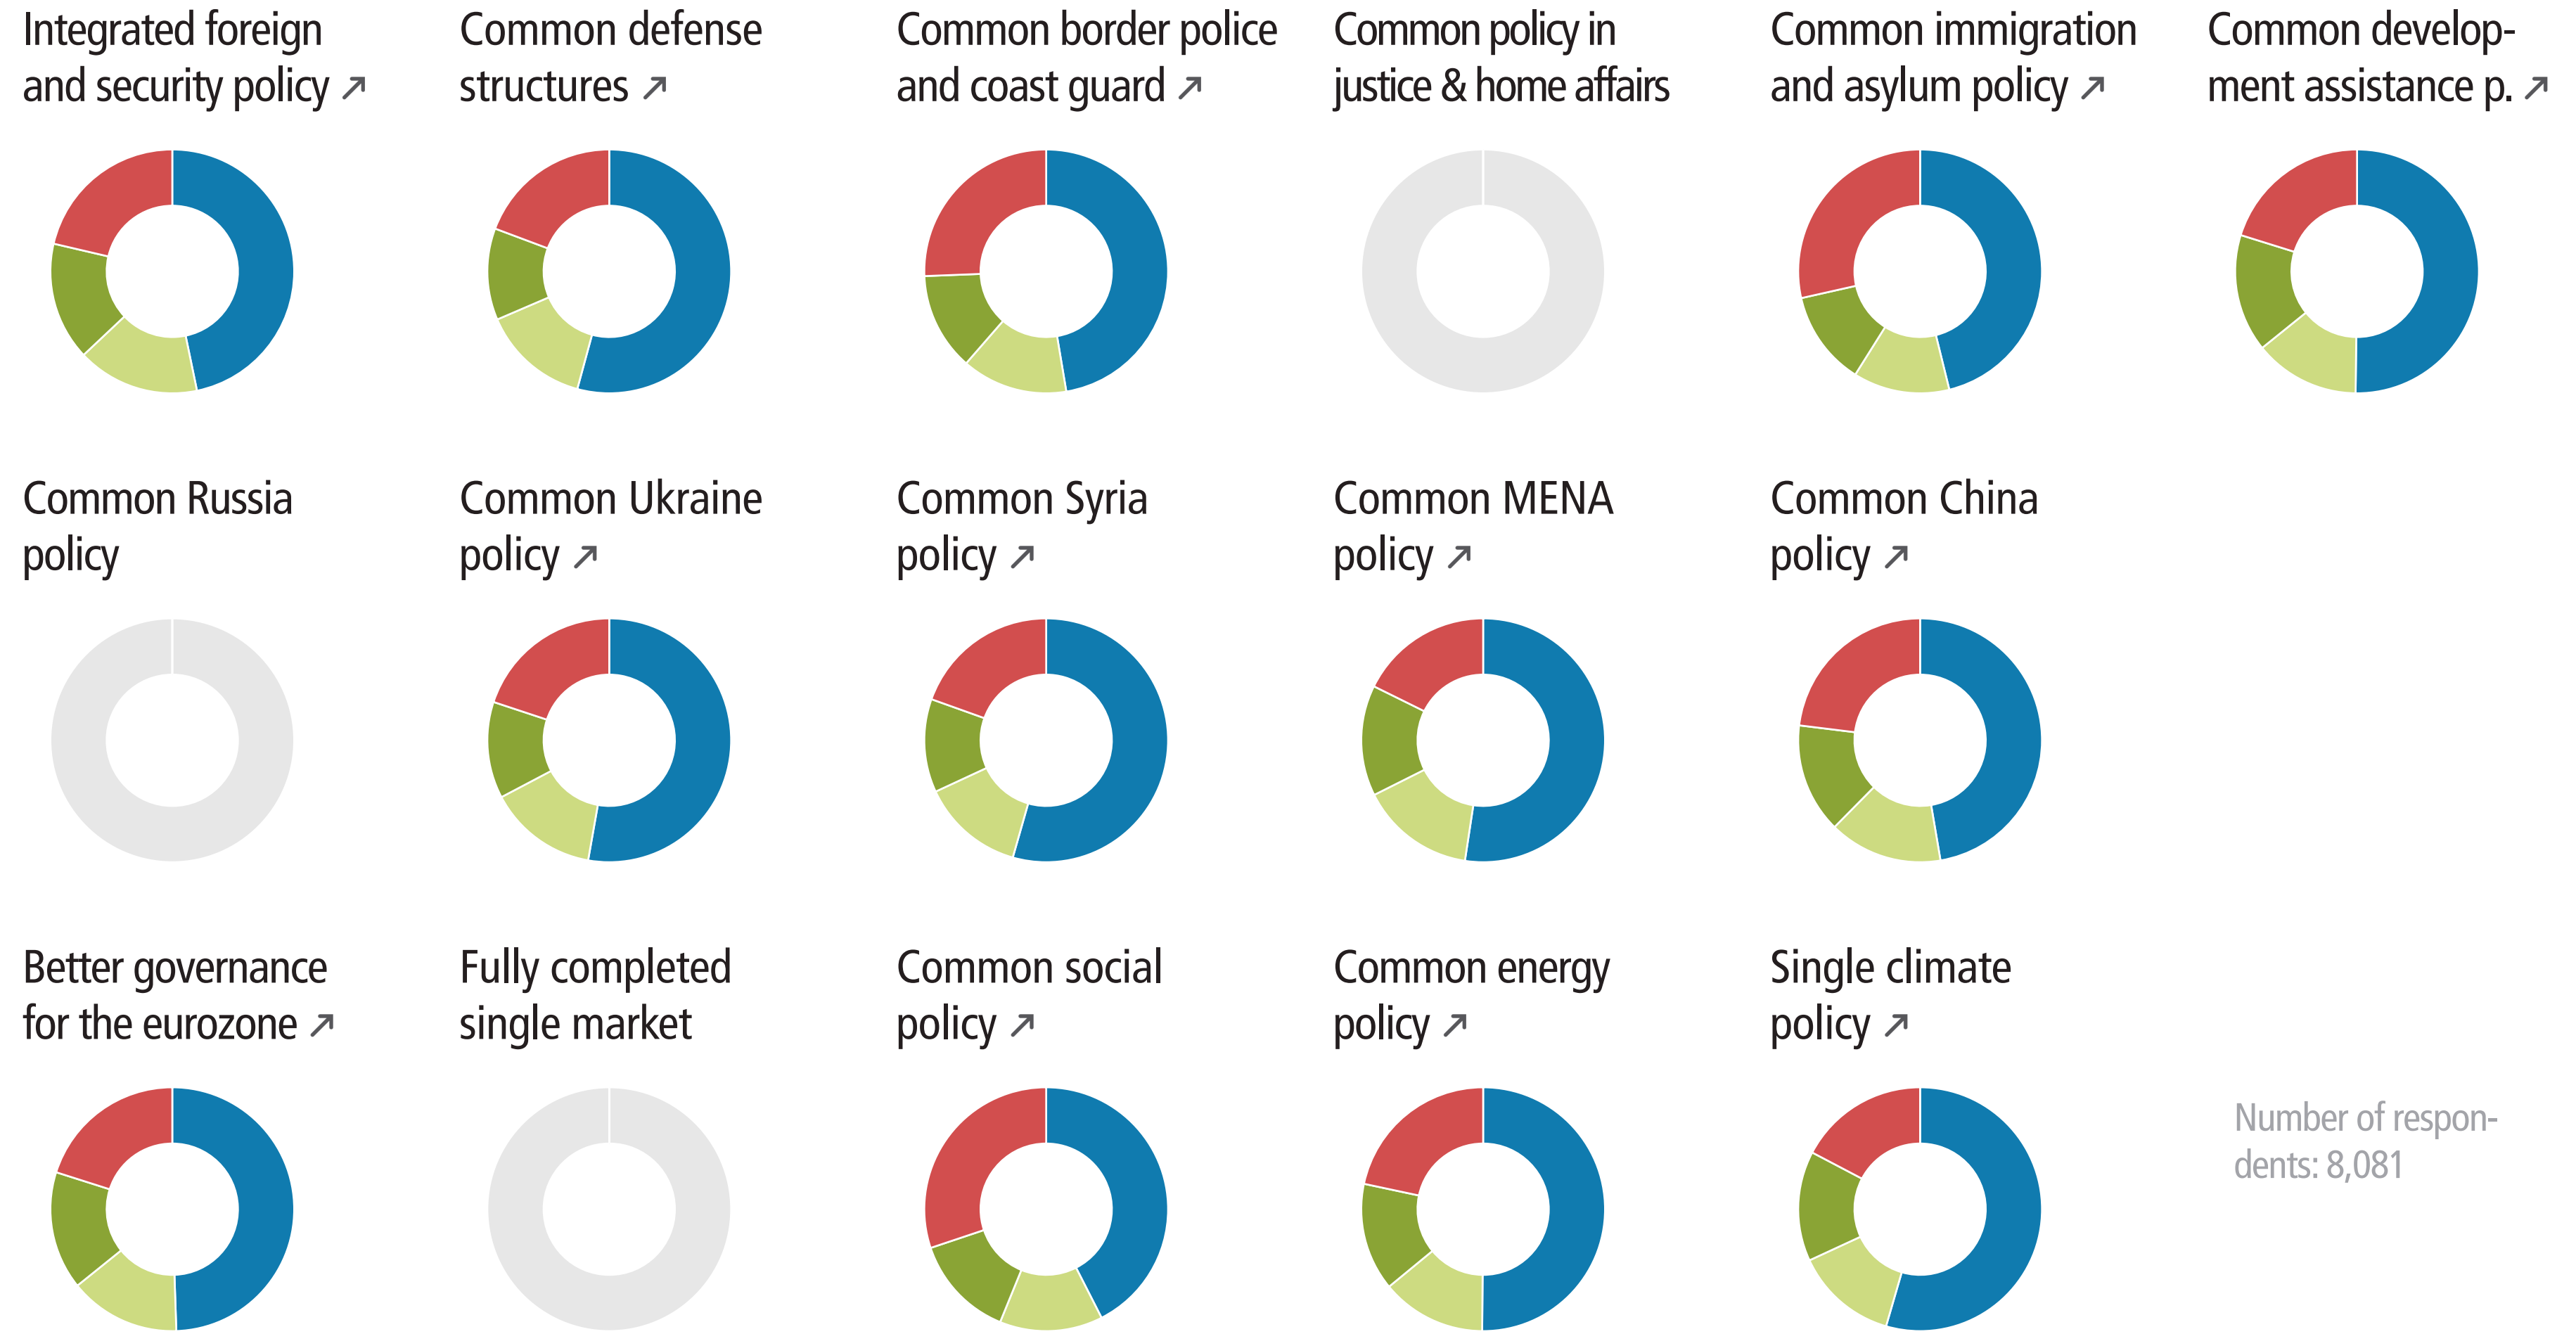 Integrated foreign
and security policy ↗
Common defense
structures ↗
Common border police
and coast guard ↗
Common policy in
justice & home affairs
Common immigration
and asylum policy ↗
Common develop-
ment assistance p. ↗
Common Russia
policy
Common Ukraine
policy ↗
Common Syria
policy ↗
Common MENA
policy ↗
Common China
policy ↗
Better governance
for the eurozone ↗
Fully completed
single market
Common social
policy ↗
Common energy
policy ↗
Single climate
policy ↗
Number of respon-
dents: 8,081